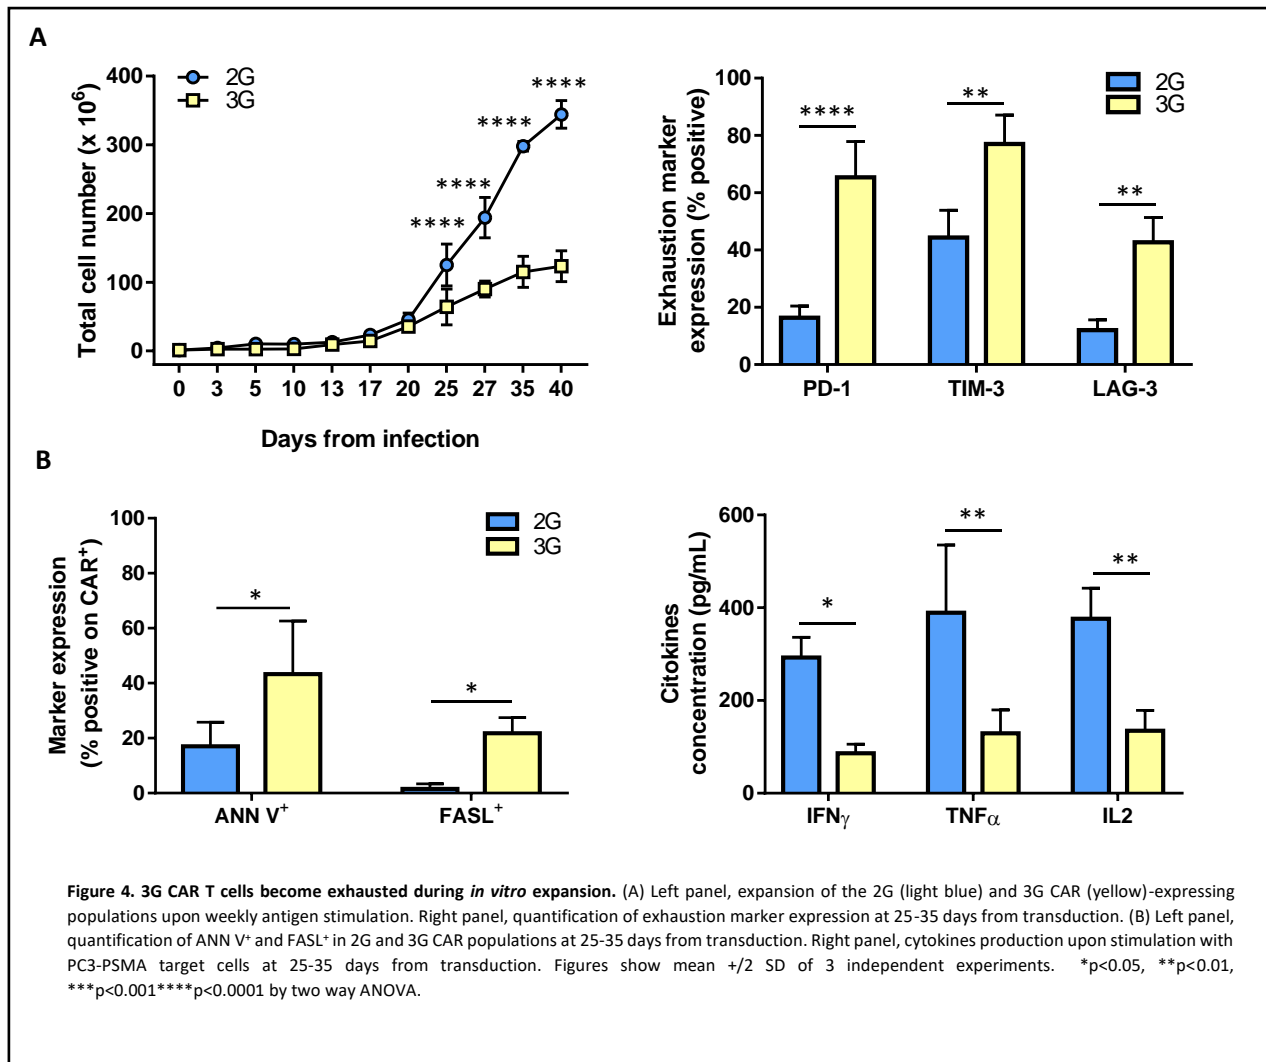 A
400
300
200
100
0
Total cell number (x 10⁶)
2G
3G
****
****
****
****
0 3 5 10 13 17 20 25 27 35 40
Days from infection
100
80
60
40
20
0
Exhaustion marker
expression (% positive)
2G
3G
****
**
**
PD-1 TIM-3 LAG-3
B
100
80
60
40
20
0
Marker expression
(% positive on CAR⁺)
2G
3G
*
*
ANN V⁺ FASL⁺
600
400
200
0
Citokines
concentration (pg/mL)
*
**
**
IFNγ TNFα IL2
Figure 4. 3G CAR T cells become exhausted during in vitro expansion. (A) Left panel, expansion of the 2G (light blue) and 3G CAR (yellow)-expressing
populations upon weekly antigen stimulation. Right panel, quantification of exhaustion marker expression at 25-35 days from transduction. (B) Left panel,
quantification of ANN V⁺ and FASL⁺ in 2G and 3G CAR populations at 25-35 days from transduction. Right panel, cytokines production upon stimulation with
PC3-PSMA target cells at 25-35 days from transduction. Figures show mean +/2 SD of 3 independent experiments. *p<0.05, **p<0.01,
***p<0.001****p<0.0001 by two way ANOVA.